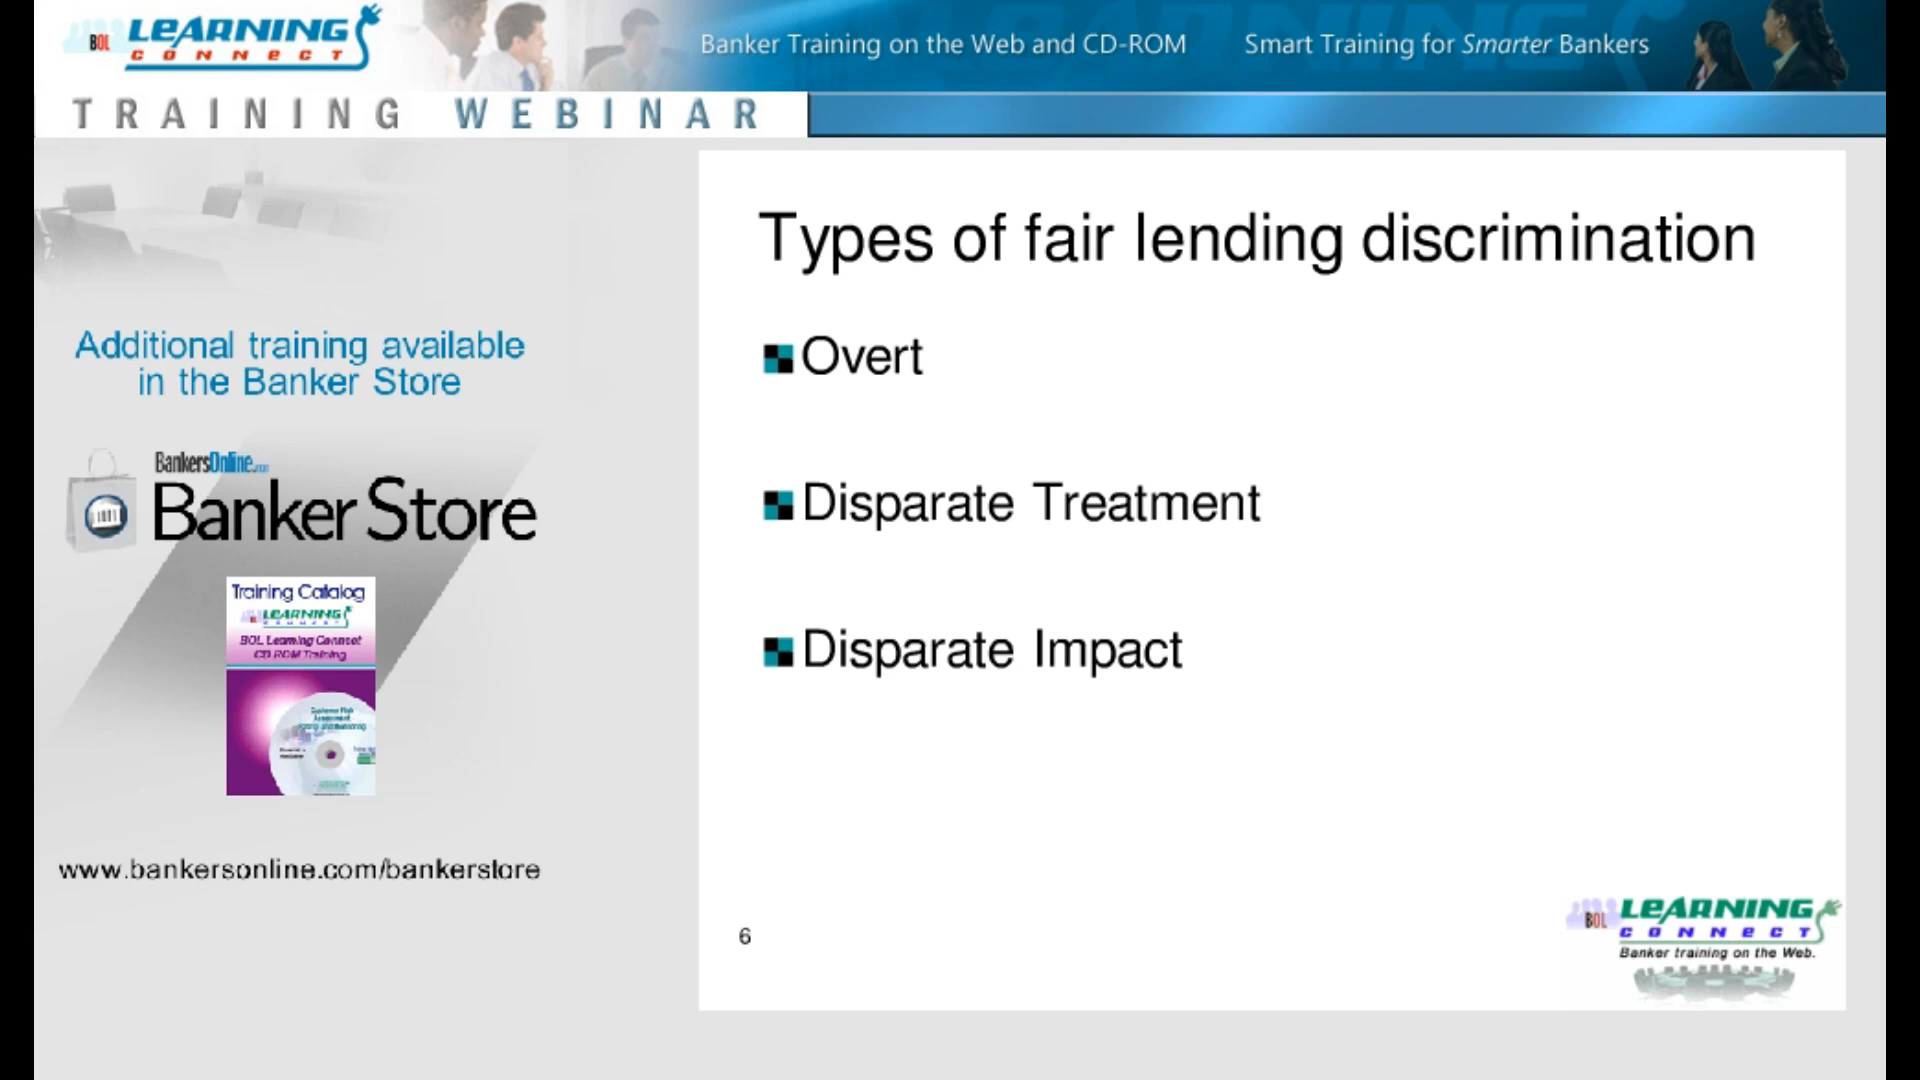 BOL LEARNING
CONNECT
Banker Training on the Web and CD-ROM
Smart Training for Smarter Bankers
TRAINING WEBINAR
Additional training available
in the Banker Store
BankersOnline.com
Banker Store
Training Catalog
LEARNING
CONNECT
BOL Learning Connect
CD ROM Training
www.bankersonline.com/bankerstore
Types of fair lending discrimination
Overt
Disparate Treatment
Disparate Impact
6
BOL LEARNING
CONNECT
Banker training on the Web.